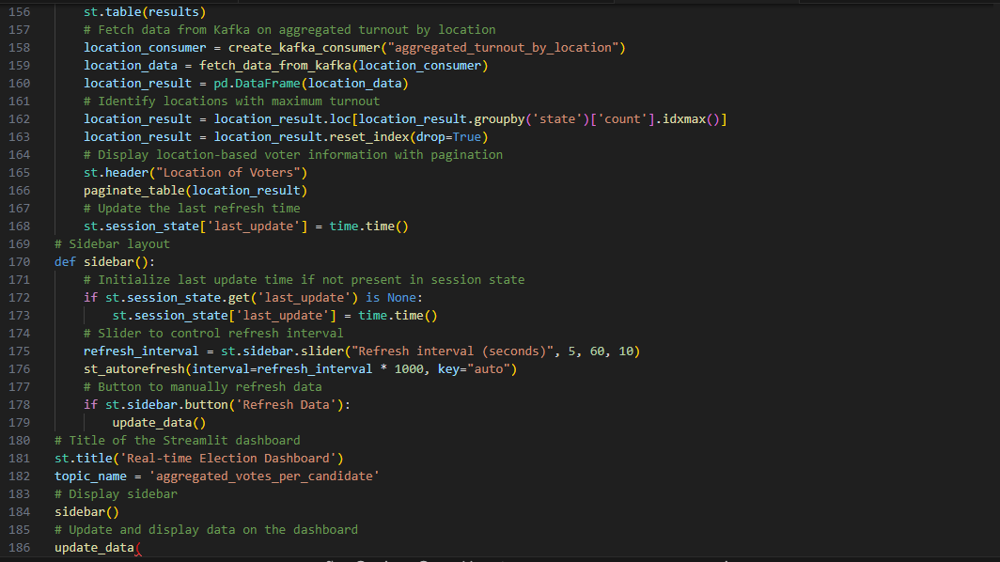 156 st.table(results)
157 # Fetch data from Kafka on aggregated turnout by location
158 location_consumer = create_kafka_consumer("aggregated_turnout_by_location")
159 location_data = fetch_data_from_kafka(location_consumer)
160 location_result = pd.DataFrame(location_data)
161 # Identify locations with maximum turnout
162 location_result = location_result.loc[location_result.groupby('state')['count'].idxmax()]
163 location_result = location_result.reset_index(drop=True)
164 # Display location-based voter information with pagination
165 st.header("Location of Voters")
166 paginate_table(location_result)
167 # Update the last refresh time
168 st.session_state['last_update'] = time.time()
169 # Sidebar layout
170 def sidebar():
171 # Initialize last update time if not present in session state
172 if st.session_state.get('last_update') is None:
173 st.session_state['last_update'] = time.time()
174 # Slider to control refresh interval
175 refresh_interval = st.sidebar.slider("Refresh interval (seconds)", 5, 60, 10)
176 st_autorefresh(interval=refresh_interval * 1000, key="auto")
177 # Button to manually refresh data
178 if st.sidebar.button('Refresh Data'):
179 update_data()
180 # Title of the Streamlit dashboard
181 st.title('Real-time Election Dashboard')
182 topic_name = 'aggregated_votes_per_candidate'
183 # Display sidebar
184 sidebar()
185 # Update and display data on the dashboard
186 update_data(